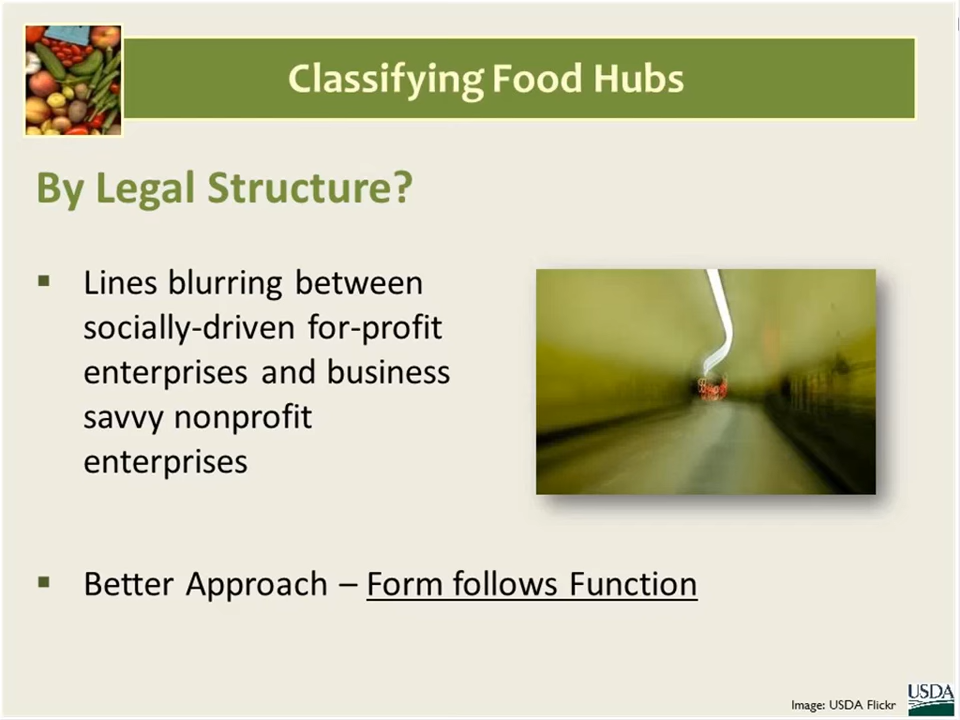 Classifying Food Hubs
By Legal Structure?
Lines blurring between
socially-driven for-profit
enterprises and business
savvy nonprofit
enterprises
Better Approach – Form follows Function
Image: USDA Flickr
USDA